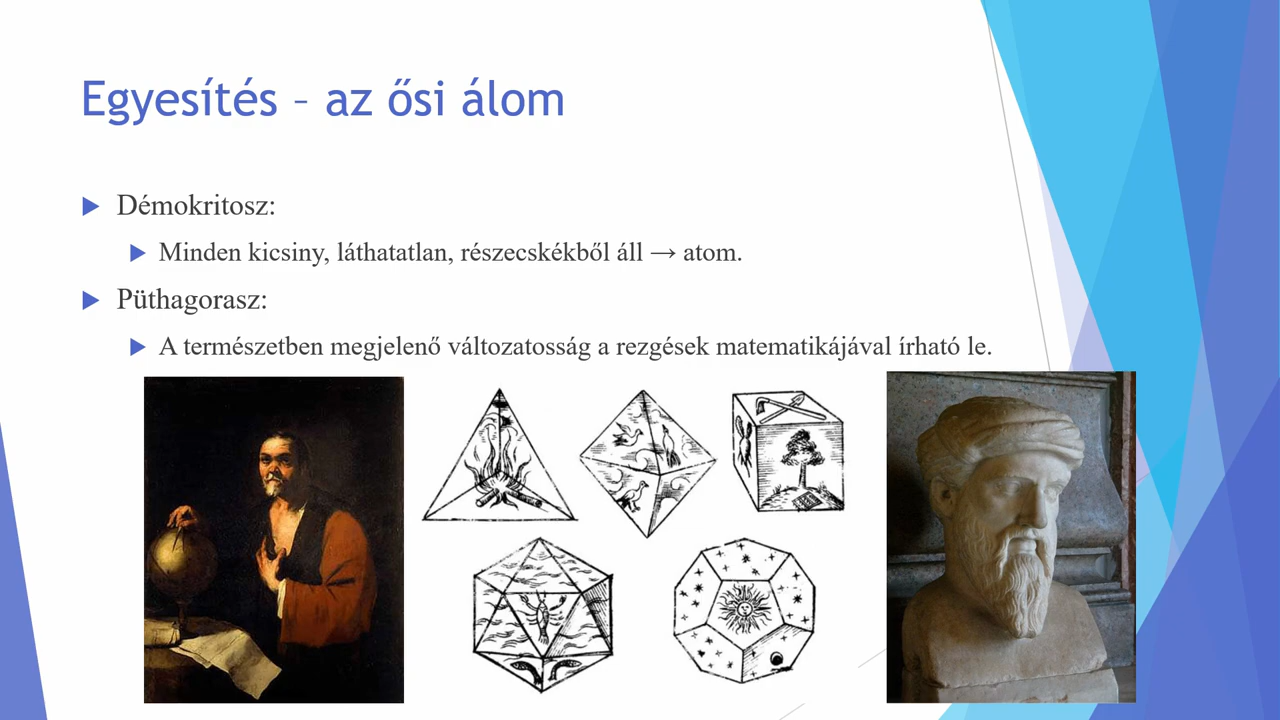 Egyesítés – az ősi álom
Démokritosz:
Minden kicsiny, láthatatlan, részecskékből áll → atom.
Püthagorasz:
A természetben megjelenő változatosság a rezgések matematikájával írható le.